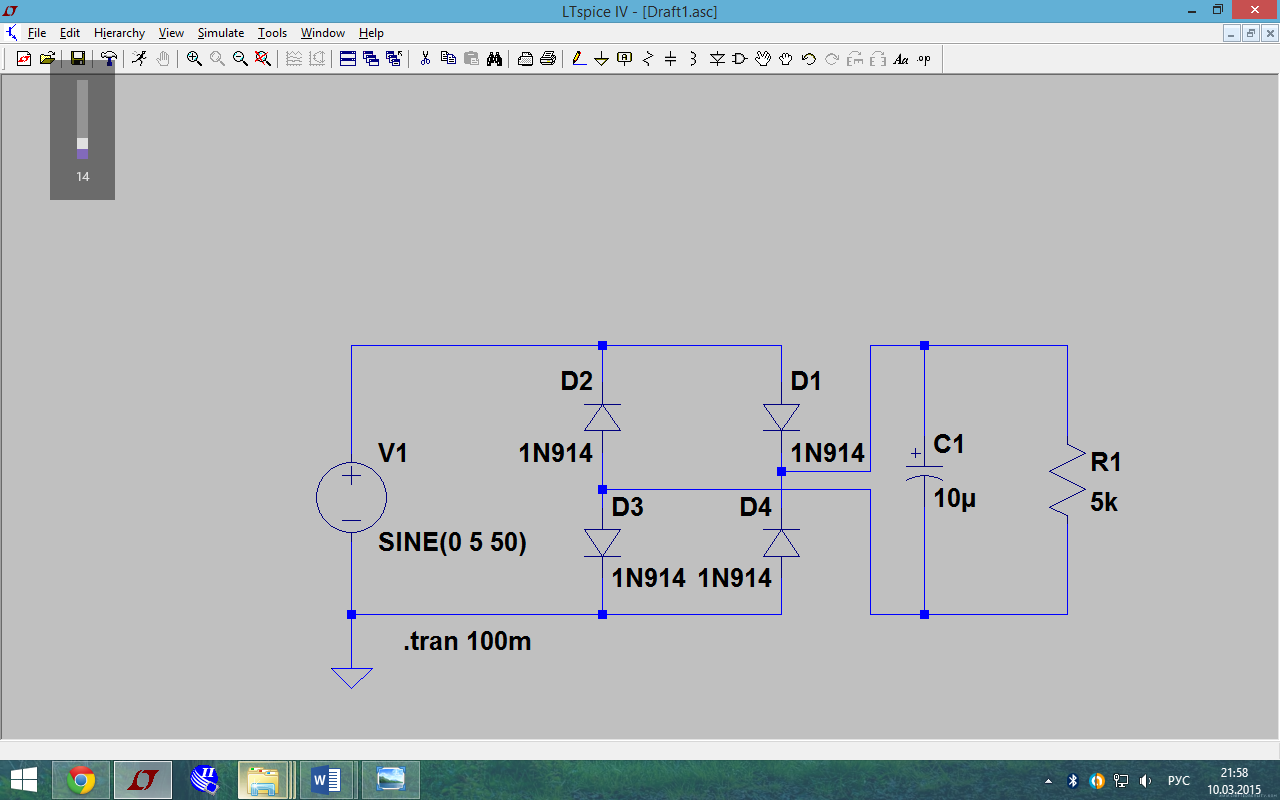 LTspice IV - [Draft1.asc]
File Edit Hierarchy View Simulate Tools Window Help
Aa .op
14
D2
D1
1N914
1N914
V1
C1
R1
10µ
5k
D3
D4
SINE(0 5 50)
1N914
1N914
.tran 100m
РУС
21:58
10.03.2015